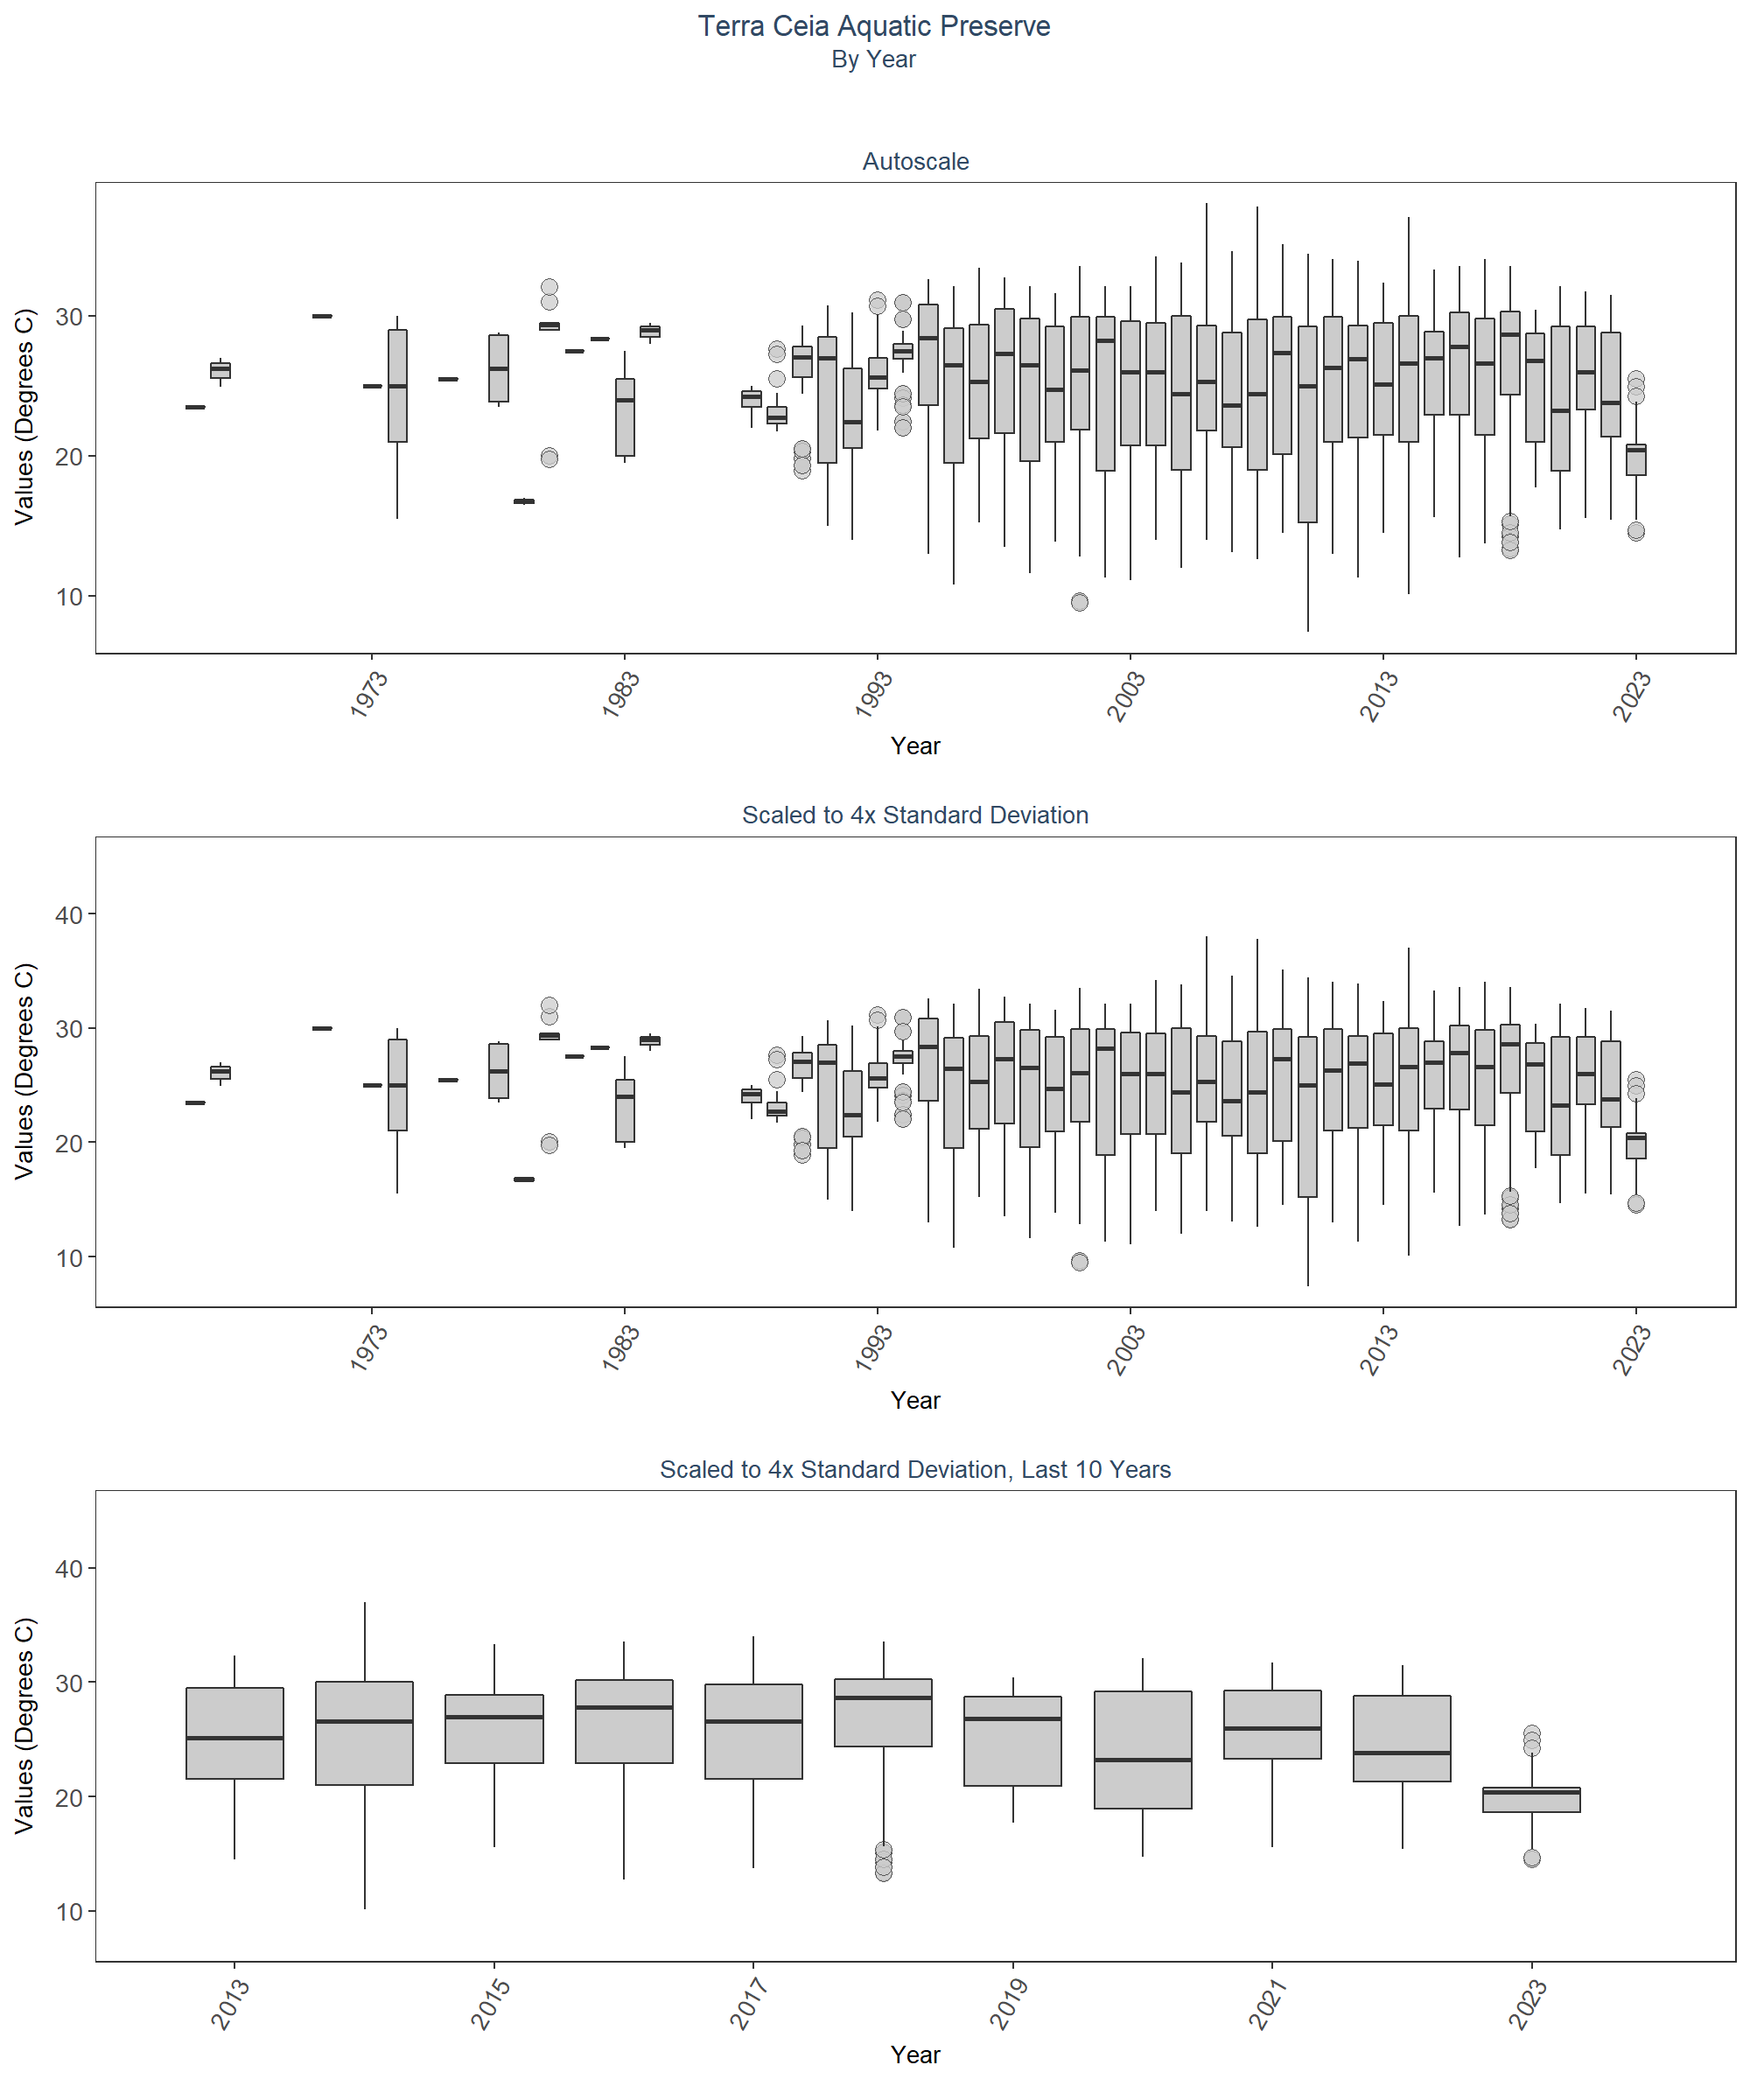 Terra Ceia Aquatic Preserve
By Year
Autoscale
Values (Degrees C)
30
20
10
1973
1983
1993
2003
2013
2023
Year
Scaled to 4x Standard Deviation
Values (Degrees C)
40
30
20
10
1973
1983
1993
2003
2013
2023
Year
Scaled to 4x Standard Deviation, Last 10 Years
Values (Degrees C)
40
30
20
10
2013
2015
2017
2019
2021
2023
Year